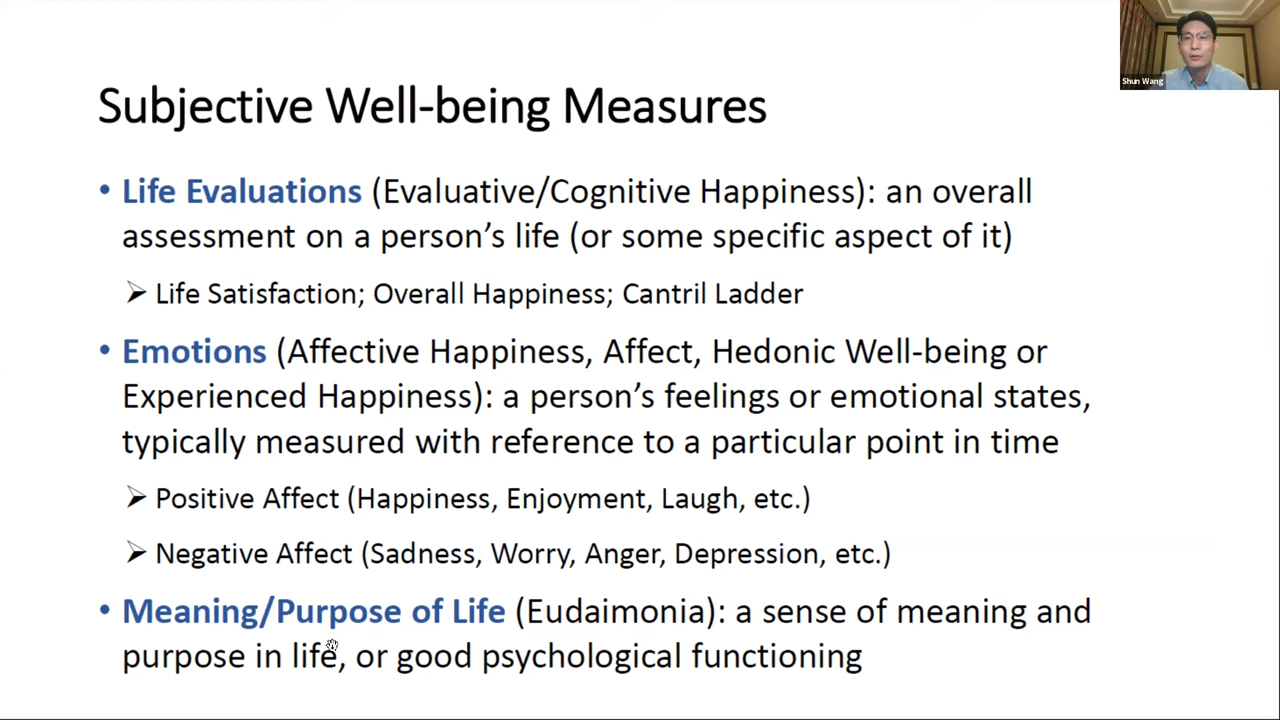 Shun Wang
Subjective Well-being Measures
• Life Evaluations (Evaluative/Cognitive Happiness): an overall
assessment on a person’s life (or some specific aspect of it)
➢ Life Satisfaction; Overall Happiness; Cantril Ladder
• Emotions (Affective Happiness, Affect, Hedonic Well-being or
Experienced Happiness): a person’s feelings or emotional states,
typically measured with reference to a particular point in time
➢ Positive Affect (Happiness, Enjoyment, Laugh, etc.)
➢ Negative Affect (Sadness, Worry, Anger, Depression, etc.)
• Meaning/Purpose of Life (Eudaimonia): a sense of meaning and
purpose in life, or good psychological functioning